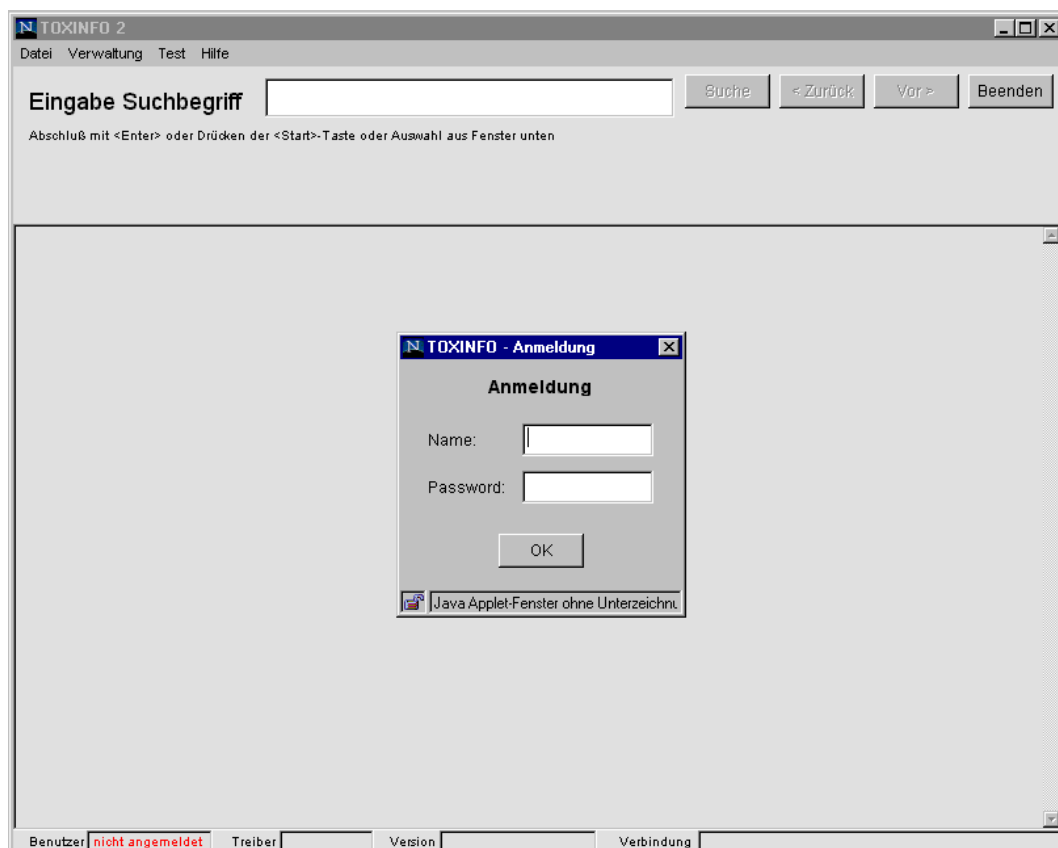 TOXINFO 2
Datei Verwaltung Test Hilfe
Eingabe Suchbegriff
Suche < Zurück Vor > Beenden
Abschluß mit <Enter> oder Drücken der <Start>-Taste oder Auswahl aus Fenster unten
TOXINFO - Anmeldung
Anmeldung
Name:
Password:
OK
Java Applet-Fenster ohne Unterzeichnu
Benutzer nicht angemeldet Treiber Version Verbindung